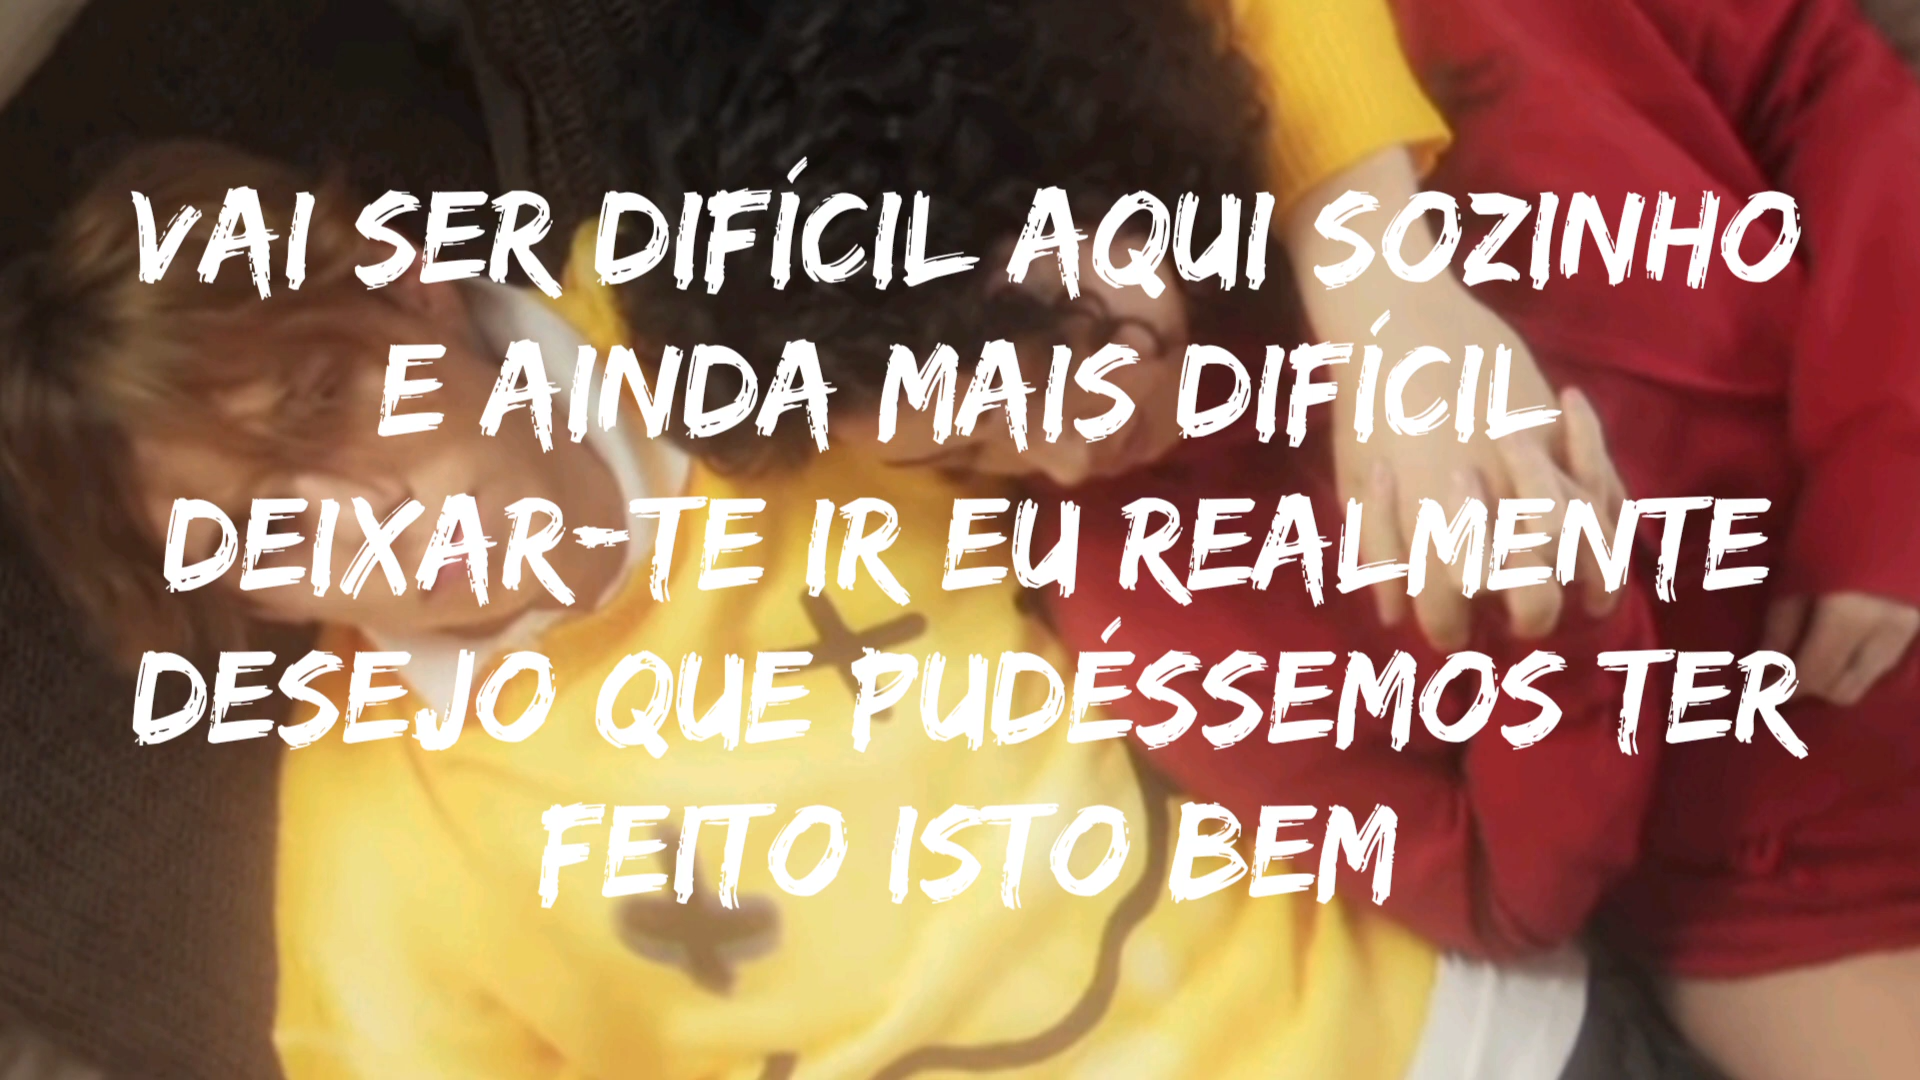 VAI SER DIFÍCIL AQUI SOZINHO
E AINDA MAIS DIFÍCIL
DEIXAR-TE IR EU REALMENTE
DESEJO QUE PUDÉSSEMOS TER
FEITO ISTO BEM